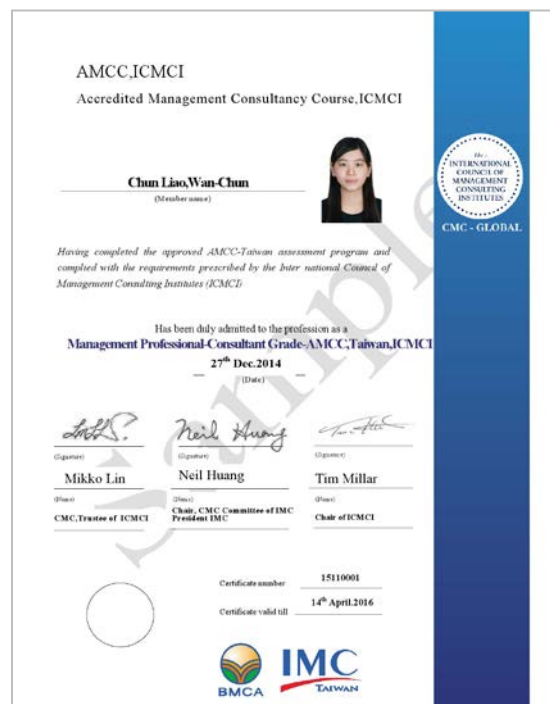 AMCC,ICMCI
Accredited Management Consultancy Course,ICMCI
The
INTERNATIONAL
COUNCIL OF
MANAGEMENT
CONSULTING
INSTITUTES
CMC - GLOBAL
Chun Liao,Wan-Chun
(Member name)
Having completed the approved AMCC-Taiwan assessment program and
complied with the requirements prescribed by the Inter national Council of
Management Consulting Institutes (ICMCI)
Has been duly admitted to the profession as a
Management Professional-Consultant Grade-AMCC,Taiwan,ICMCI
27th Dec.2014
(Date)
Neil Huang
(Signature) (Signature) (Signature)
Mikko Lin Neil Huang Tim Millar
(Name) (Name) (Name)
CMC,Trustee of ICMCI Chair, CMC Committee of IMC Chair of ICMCI
President IMC
Certificate number 15110001
Certificate valid till 14th April.2016
Sample
BMCA IMC
TAIWAN